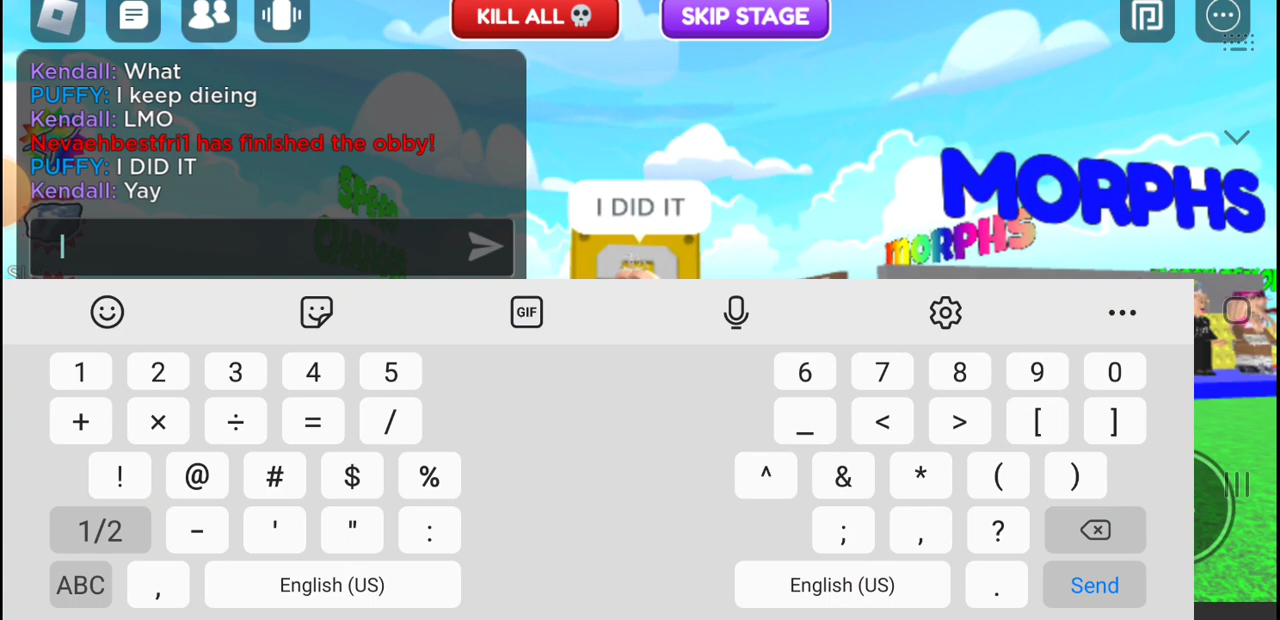 KILL ALL
SKIP STAGE
Kendall: What
PUFFY: I keep dieing
Kendall: LMO
Nevaehbestfri1 has finished the obby!
PUFFY: I DID IT
Kendall: Yay
I DID IT
MORPHS
MORPHS
GIF
1 2 3 4 5 6 7 8 9 0
+ × ÷ = / _ < > [ ]
! @ # $ % ^ & * ( )
1/2 - ' " : ; , ?
ABC , English (US) English (US) . Send